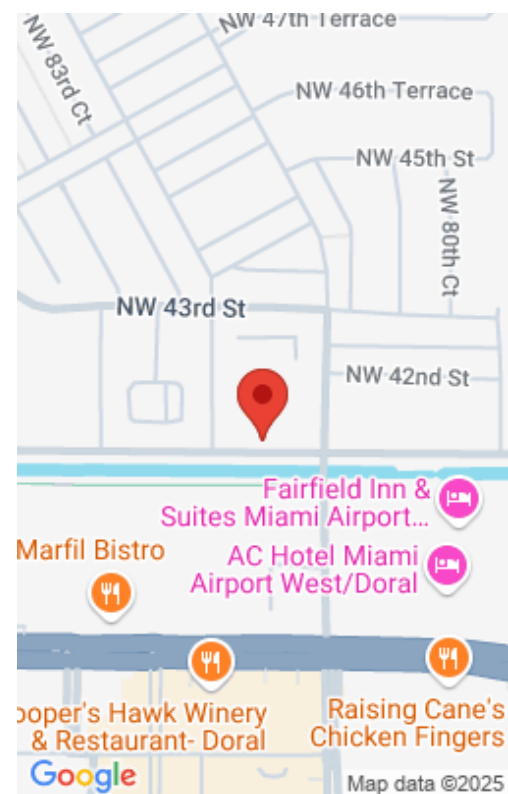 NW 47th Terrace
NW 83rd Ct
NW 46th Terrace
NW 45th St
NW 80th Ct
NW 43rd St
NW 42nd St
Fairfield Inn &
Suites Miami Airport...
Marfil Bistro
AC Hotel Miami
Airport West/Doral
ooper's Hawk Winery
& Restaurant- Doral
Raising Cane's
Chicken Fingers
Google
Map data ©2025